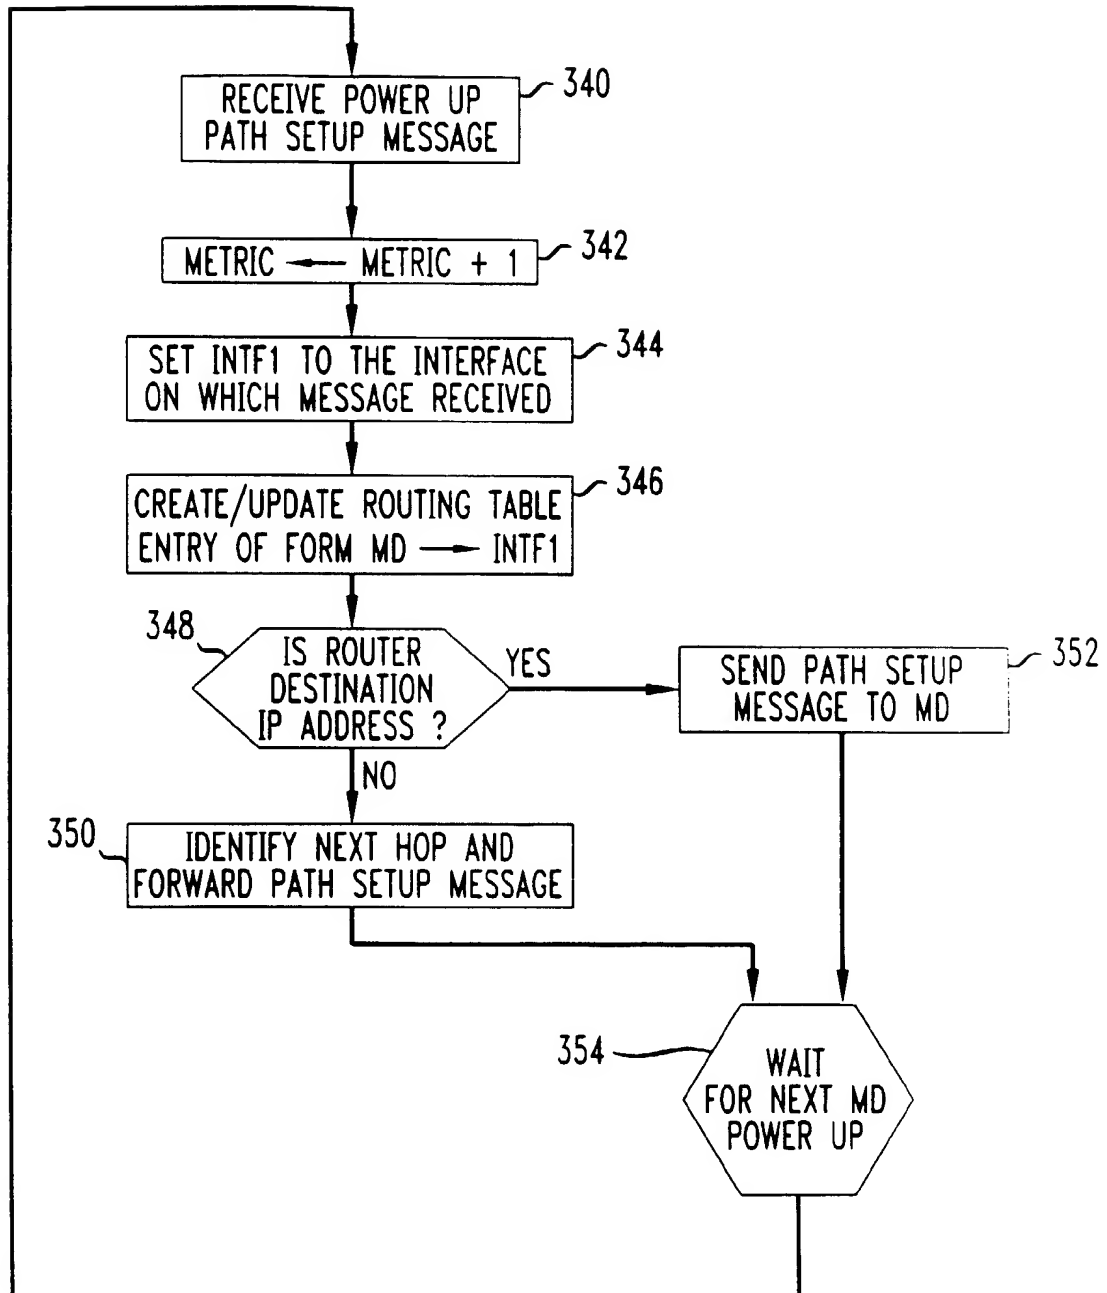 RECEIVE POWER UP
PATH SETUP MESSAGE
340
METRIC ← METRIC + 1
342
SET INTF1 TO THE INTERFACE
ON WHICH MESSAGE RECEIVED
344
CREATE/UPDATE ROUTING TABLE
ENTRY OF FORM MD → INTF1
346
348
IS ROUTER
DESTINATION
IP ADDRESS ?
YES
SEND PATH SETUP
MESSAGE TO MD
352
NO
350
IDENTIFY NEXT HOP AND
FORWARD PATH SETUP MESSAGE
354
WAIT
FOR NEXT MD
POWER UP